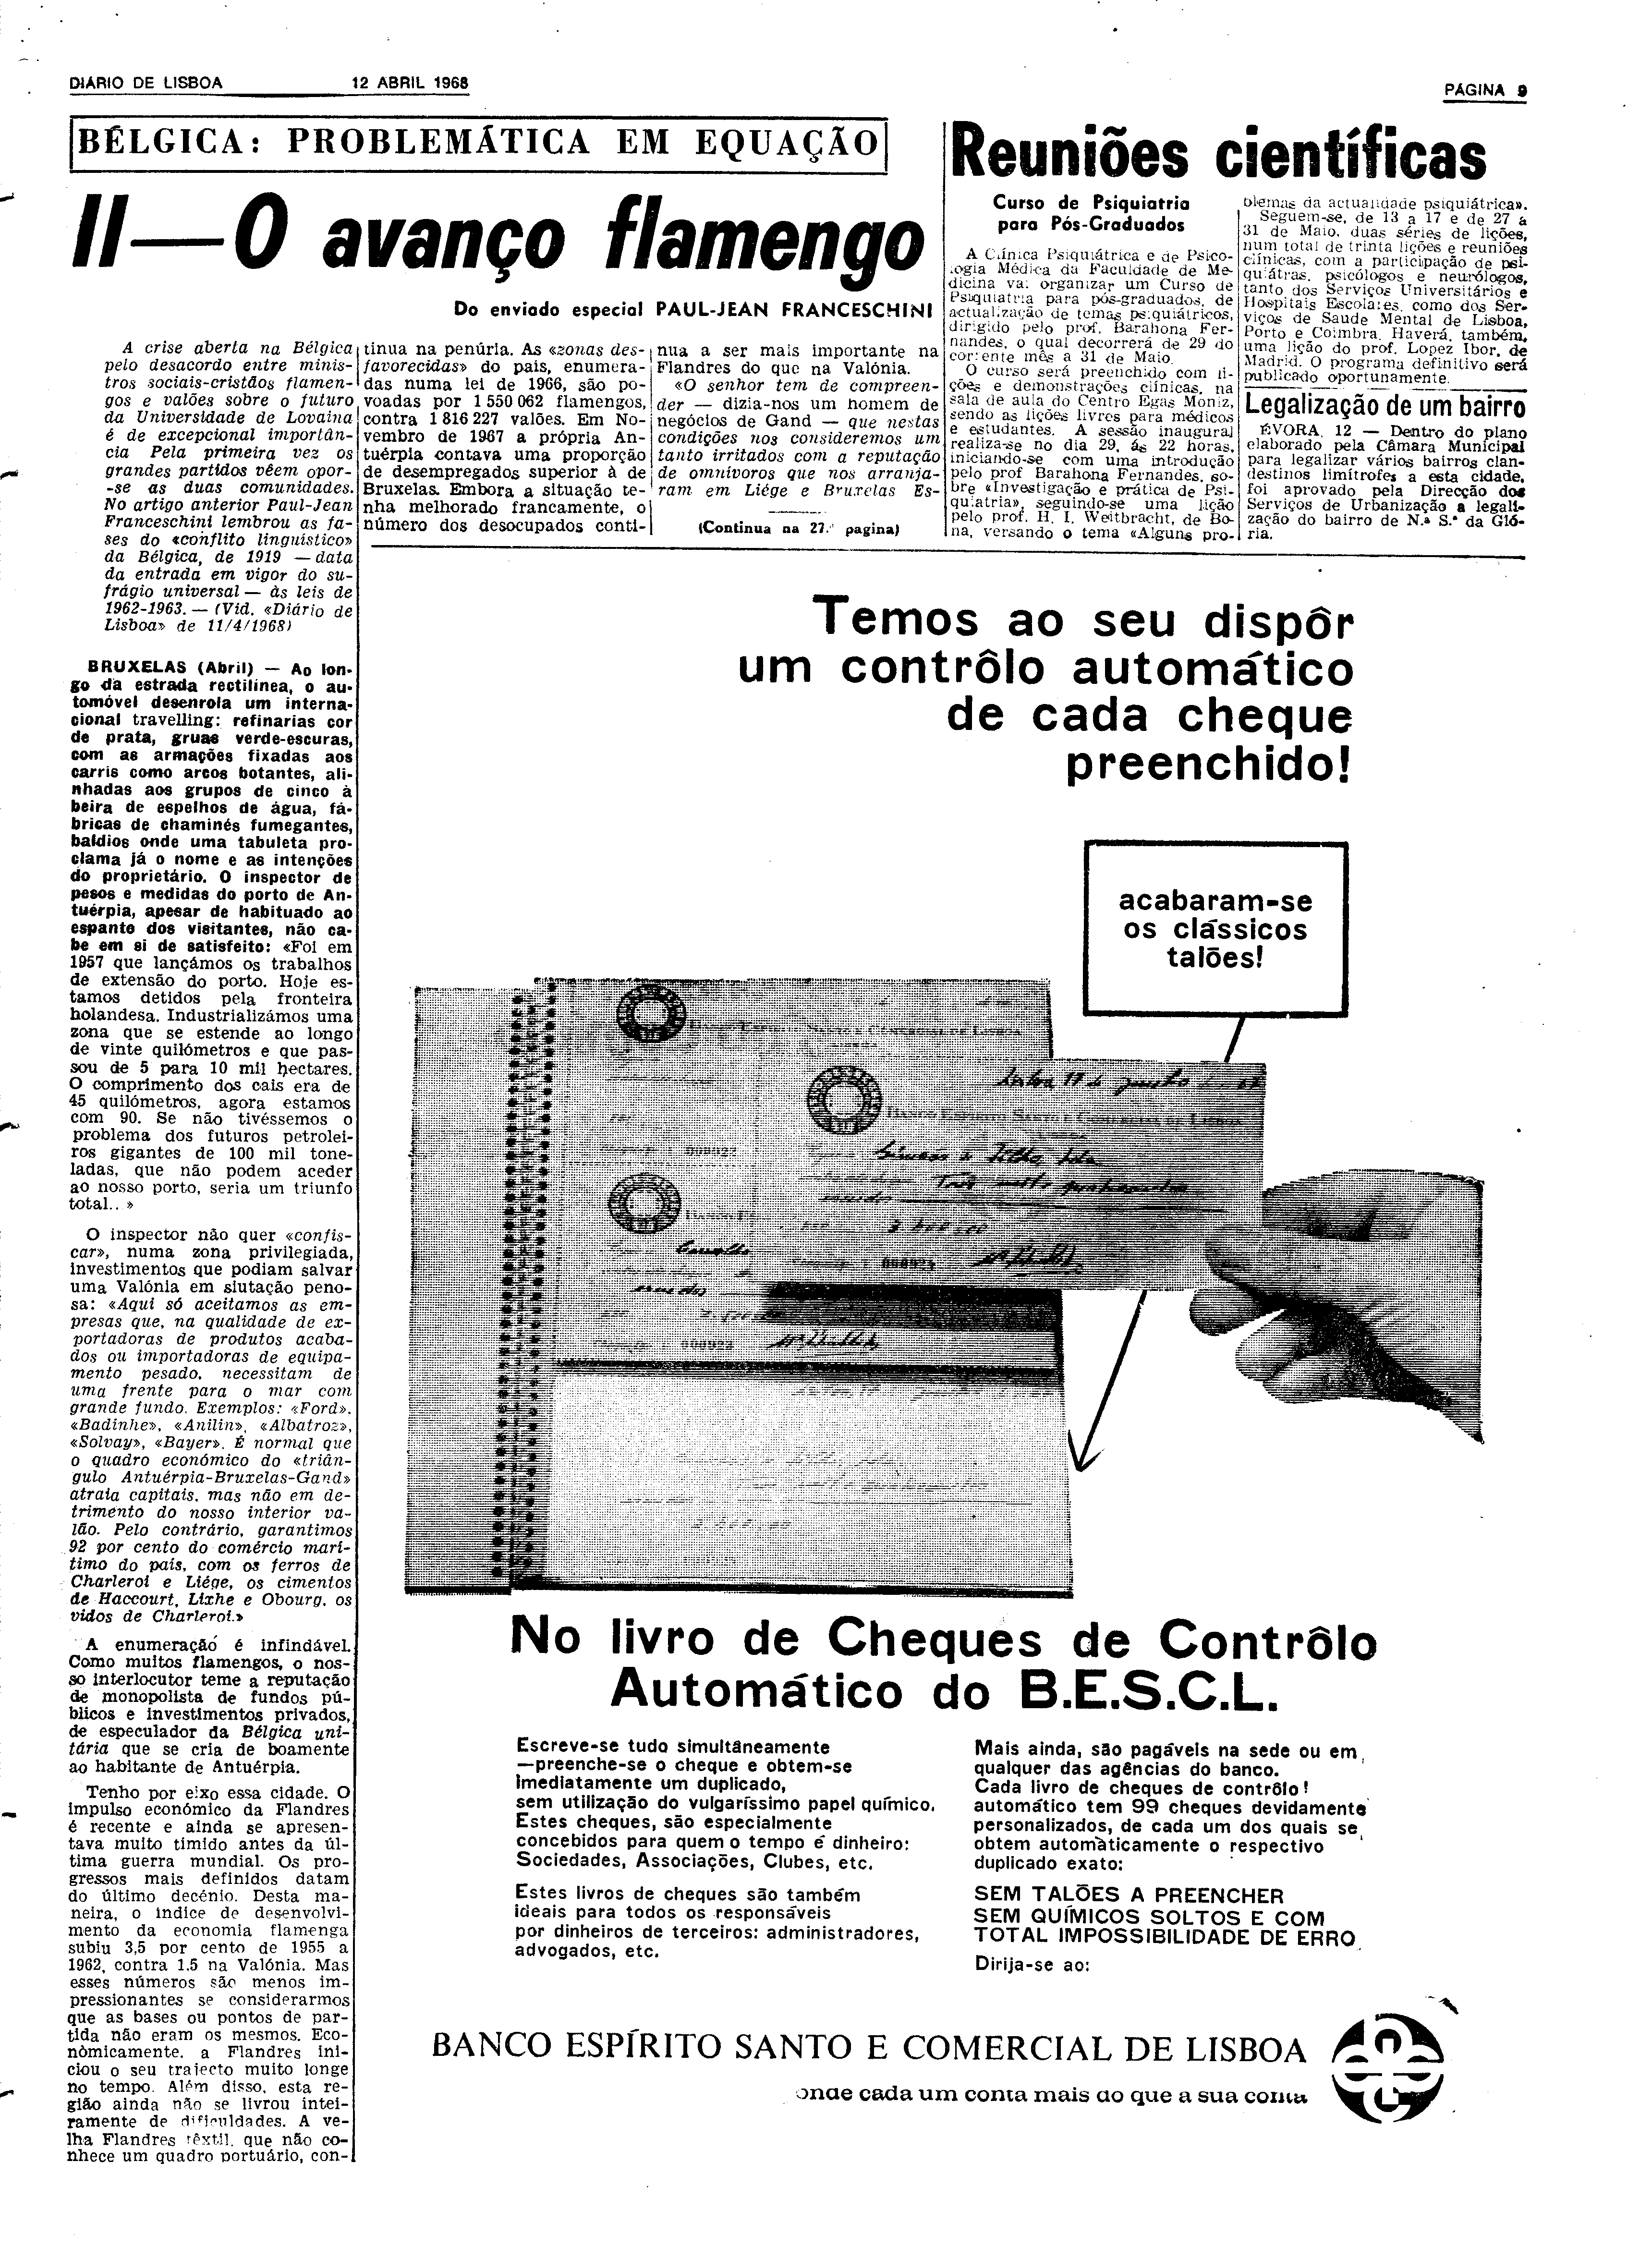 DIÁRIO DE LISBOA 12 ABRIL 1968
PÁGINA 9
BÉLGICA: PROBLEMÁTICA EM EQUAÇÃO
II—O avanço flamengo
Do enviado especial PAUL-JEAN FRANCESCHINI
A crise aberta na Bélgica
pelo desacordo entre minis-
tros sociais-cristãos flamen-
gos e valões sobre o futuro
da Universidade de Lovaina
é de excepcional importân-
cia Pela primeira vez os
grandes partidos vêem opor-
-se as duas comunidades.
No artigo anterior Paul-Jean
Franceschini lembrou as fa-
ses do «conflito linguístico»
da Bélgica, de 1919 — data
da entrada em vigor do su-
frágio universal — às leis de
1962-1963. — (Vid. «Diário de
Lisboa» de 11/4/1968)
BRUXELAS (Abril) — Ao lon-
go da estrada rectilínea, o au-
tomóvel desenrola um interna-
cional travelling: refinarias cor
de prata, gruas verde-escuras,
com as armações fixadas aos
carris como arcos botantes, ali-
nhadas aos grupos de cinco à
beira de espelhos de água, fá-
bricas de chaminés fumegantes,
baldios onde uma tabuleta pro-
clama já o nome e as intenções
do proprietário. O inspector de
pesos e medidas do porto de An-
tuérpia, apesar de habituado ao
espanto dos visitantes, não ca-
be em si de satisfeito: «Foi em
1957 que lançámos os trabalhos
de extensão do porto. Hoje es-
tamos detidos pela fronteira
holandesa. Industrializámos uma
zona que se estende ao longo
de vinte quilómetros e que pas-
sou de 5 para 10 mil hectares.
O comprimento dos cais era de
45 quilómetros, agora estamos
com 90. Se não tivéssemos o
problema dos futuros petrolei-
ros gigantes de 100 mil tone-
ladas, que não podem aceder
ao nosso porto, seria um triunfo
total.. »
O inspector não quer «confis-
car», numa zona privilegiada,
investimentos que podiam salvar
uma Valónia em slutação peno-
sa: «Aqui só aceitamos as em-
presas que, na qualidade de ex-
portadoras de produtos acaba-
dos ou importadoras de equipa-
mento pesado, necessitam de
uma frente para o mar com
grande fundo. Exemplos: «Ford»,
«Badinhe», «Anilin», «Albatroz»,
«Solvay», «Bayer». É normal que
o quadro económico do «triân-
gulo Antuérpia-Bruxelas-Gand»
atraia capitais, mas não em de-
trimento do nosso interior va-
lão. Pelo contrário, garantimos
92 por cento do comércio marí-
timo do país, com os ferros de
Charleroi e Liége, os cimentos
de Haccourt, Lixhe e Obourg, os
vidos de Charleroi.»
A enumeração é infindável.
Como muitos flamengos, o nos-
so interlocutor teme a reputação
de monopolista de fundos pú-
blicos e investimentos privados,
de especulador da Bélgica uni-
tária que se cria de boamente
ao habitante de Antuérpia.
Tenho por eixo essa cidade. O
impulso económico da Flandres
é recente e ainda se apresen-
tava muito tímido antes da úl-
tima guerra mundial. Os pro-
gressos mais definidos datam
do último decénio. Desta ma-
neira, o índice de desenvolvi-
mento da economia flamenga
subiu 3,5 por cento de 1955 a
1962, contra 1.5 na Valónia. Mas
esses números são menos im-
pressionantes se considerarmos
que as bases ou pontos de par-
tida não eram os mesmos. Eco-
nòmicamente, a Flandres ini-
ciou o seu trajecto muito longe
no tempo. Além disso, esta re-
gião ainda não se livrou intei-
ramente de dificuldades. A ve-
lha Flandres têxtil, que não co-
nhece um quadro portuário, con-
tinua na penúria. As «zonas des-
favorecidas» do país, enumera-
das numa lei de 1966, são po-
voadas por 1 550 062 flamengos,
contra 1 816 227 valões. Em No-
vembro de 1967 a própria An-
tuérpia contava uma proporção
de desempregados superior à de
Bruxelas. Embora a situação te-
nha melhorado francamente, o
número dos desocupados conti-
nua a ser mais importante na
Flandres do que na Valónia.
«O senhor tem de compreen-
der — dizia-nos um homem de
negócios de Gand — que nestas
condições nos consideremos um
tanto irritados com a reputação
de omnívoros que nos arranja-
ram em Liége e Bruxelas Es-
(Continua na 27.ª pagina)
Reuniões científicas
Curso de Psiquiatria
para Pós-Graduados
A Clínica Psiquiátrica e de Psico-
logia Médica da Faculdade de Me-
dicina vai organizar um Curso de
Psiquiatria para pós-graduados, de
actualização de temas psiquiátricos,
dirigido pelo prof. Barahona Fer-
nandes, o qual decorrerá de 29 do
corrente mês a 31 de Maio.
O curso será preenchido com li-
ções e demonstrações clínicas, na
sala de aula do Centro Egas Moniz,
sendo as lições livres para médicos
e estudantes. A sessão inaugural
realiza-se no dia 29, ás 22 horas,
iniciando-se com uma introdução
pelo prof Barahona Fernandes, so-
bre «Investigação e prática de Psi-
quiatria», seguindo-se uma lição
pelo prof. H. I. Weitbracht, de Bo-
na, versando o tema «Alguns pro-
blemas da actualidade psiquiátrica».
Seguem-se, de 13 a 17 e de 27 a
31 de Maio, duas séries de lições,
num total de trinta lições e reuniões
clínicas, com a participação de psi-
quiátras, psicólogos e neurólogos,
tanto dos Serviços Universitários e
Hospitais Escolares, como dos Ser-
viços de Saude Mental de Lisboa,
Porto e Coimbra. Haverá, também,
uma lição do prof. Lopez Ibor, de
Madrid. O programa definitivo será
publicado oportunamente.
Legalização de um bairro
ÉVORA, 12 — Dentro do plano
elaborado pela Câmara Municipal
para legalizar vários bairros clan-
destinos limítrofes a esta cidade,
foi aprovado pela Direcção dos
Serviços de Urbanização a legali-
zação do bairro de N.ª S.ª da Gló-
ria.
Temos ao seu dispôr
um contrôlo automático
de cada cheque
preenchido!
acabaram-se
os clássicos
talões!
BANCO ESPIRITO SANTO E COMERCIAL DE LISBOA
000922
BANCO ESPIRITO SANTO E COMERCIAL DE LISBOA
000924
000923
No livro de Cheques de Contrôlo
Automático do B.E.S.C.L.
Escreve-se tudo simultâneamente
—preenche-se o cheque e obtem-se
imediatamente um duplicado,
sem utilização do vulgaríssimo papel químico.
Estes cheques, são especialmente
concebidos para quem o tempo é dinheiro:
Sociedades, Associações, Clubes, etc.
Estes livros de cheques são também
ideais para todos os responsáveis
por dinheiros de terceiros: administradores,
advogados, etc.
Mais ainda, são pagáveis na sede ou em
qualquer das agências do banco.
Cada livro de cheques de contrôlo!
automático tem 99 cheques devidamente
personalizados, de cada um dos quais se
obtem automàticamente o respectivo
duplicado exato:
SEM TALÕES A PREENCHER
SEM QUÍMICOS SOLTOS E COM
TOTAL IMPOSSIBILIDADE DE ERRO
Dirija-se ao:
BANCO ESPÍRITO SANTO E COMERCIAL DE LISBOA
onde cada um conta mais do que a sua conta